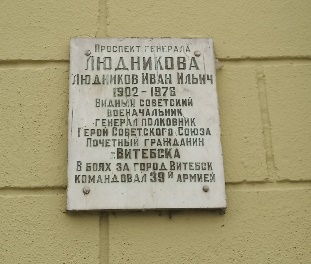 Проспект генерала
Людникова
Людников Иван Ильич
1902 - 1976
Видный советский
военачальник
генерал полковник
Герой Советского Союза
Почетный гражданин
г. Витебска
В боях за город Витебск
командовал 39й армией